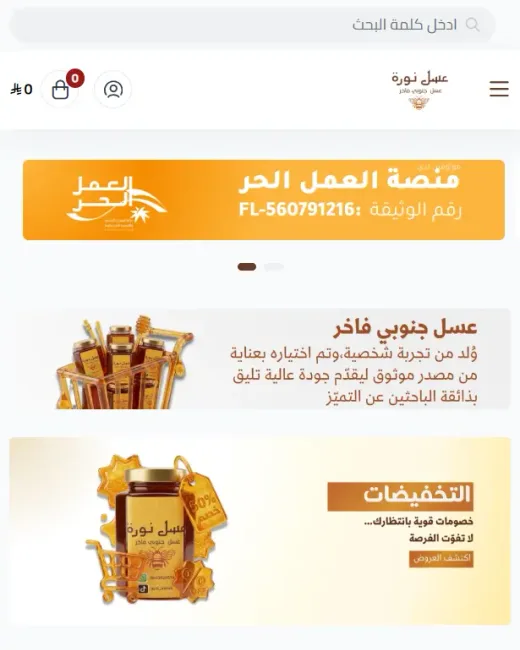 ادخل كلمة البحث
0
0
عسل نورة
عسل جنوبي فاخر
منصة العمل الحر
رقم الوثيقة :FL-560791216
العمل
الحر
عسل جنوبي فاخر
وُلد من تجربة شخصية،وتم اختياره بعناية
من مصدر موثوق ليقدّم جودة عالية تليق
بذائقة الباحثين عن التميّز
التخفيضات
خصومات قوية بانتظارك...
لا تفوّت الفرصة
اكتشف العروض
50%
خصم
عسل نورة
عسل جنوبي فاخر